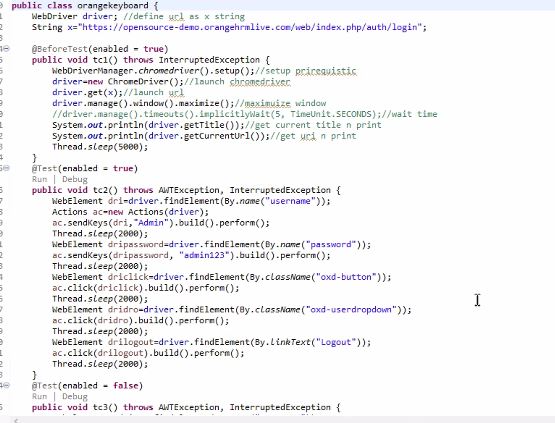 public class orangekeyboard {
WebDriver driver; //define url as x string
String x="https://opensource-demo.orangehrmlive.com/web/index.php/auth/login";
@BeforeTest(enabled = true)
public void tc1() throws InterruptedException {
WebDriverManager.chromedriver().setup();//setup prirequistic
driver=new ChromeDriver();//launch chromedriver
driver.get(x);//launch url
driver.manage().window().maximize();//maximuize window
//driver.manage().timeouts().implicitlyWait(5, TimeUnit.SECONDS);//wait time
System.out.println(driver.getTitle());//get current title n print
System.out.println(driver.getCurrentUrl());//get uri n print
Thread.sleep(5000);
}
@Test(enabled = true)
Run | Debug
public void tc2() throws AWTException, InterruptedException {
WebElement dri=driver.findElement(By.name("username"));
Actions ac=new Actions(driver);
ac.sendKeys(dri,"Admin").build().perform();
Thread.sleep(2000);
WebElement dripassword=driver.findElement(By.name("password"));
ac.sendKeys(dripassword, "admin123").build().perform();
Thread.sleep(2000);
WebElement driclick=driver.findElement(By.className("oxd-button"));
ac.click(driclick).build().perform();
Thread.sleep(2000);
WebElement dridro=driver.findElement(By.className("oxd-userdropdown"));
ac.click(dridro).build().perform();
Thread.sleep(2000);
WebElement drilogout=driver.findElement(By.linkText("Logout"));
ac.click(drilogout).build().perform();
Thread.sleep(2000);
}
@Test(enabled = false)
Run | Debug
public void tc3() throws AWTException, InterruptedException {